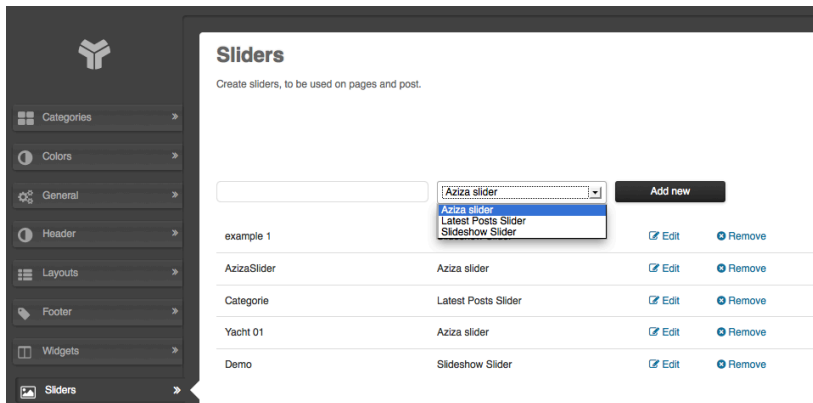 Sliders
Create sliders, to be used on pages and post.
Categories
Colors
General
Header
Layouts
Footer
Widgets
Sliders
Aziza slider Add new
Aziza slider
Latest Posts Slider
Slideshow Slider
example 1 Slideshow Slider Edit Remove
AzizaSlider Aziza slider Edit Remove
Categorie Latest Posts Slider Edit Remove
Yacht 01 Aziza slider Edit Remove
Demo Slideshow Slider Edit Remove